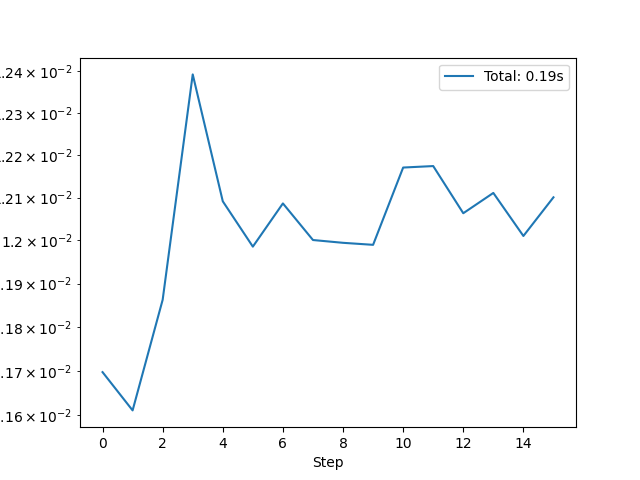 Total: 0.19s
.24 × 10⁻²
.23 × 10⁻²
.22 × 10⁻²
.21 × 10⁻²
1.2 × 10⁻²
.19 × 10⁻²
.18 × 10⁻²
.17 × 10⁻²
.16 × 10⁻²
0 2 4 6 8 10 12 14
Step